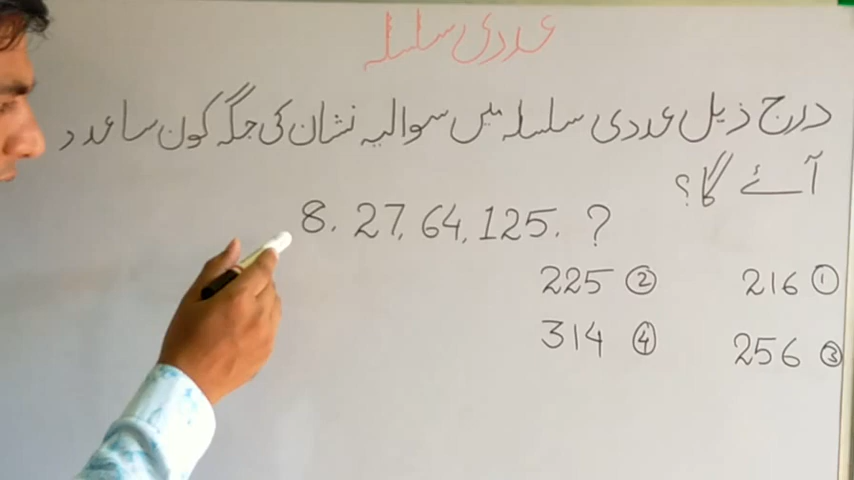 عددی سلسلہ
درج ذیل عددی سلسلہ میں سوالیہ نشان کی جگہ کون سا عدد
آئے گا؟
8, 27, 64, 125, ?
① 216 ② 225
③ 256 ④ 314